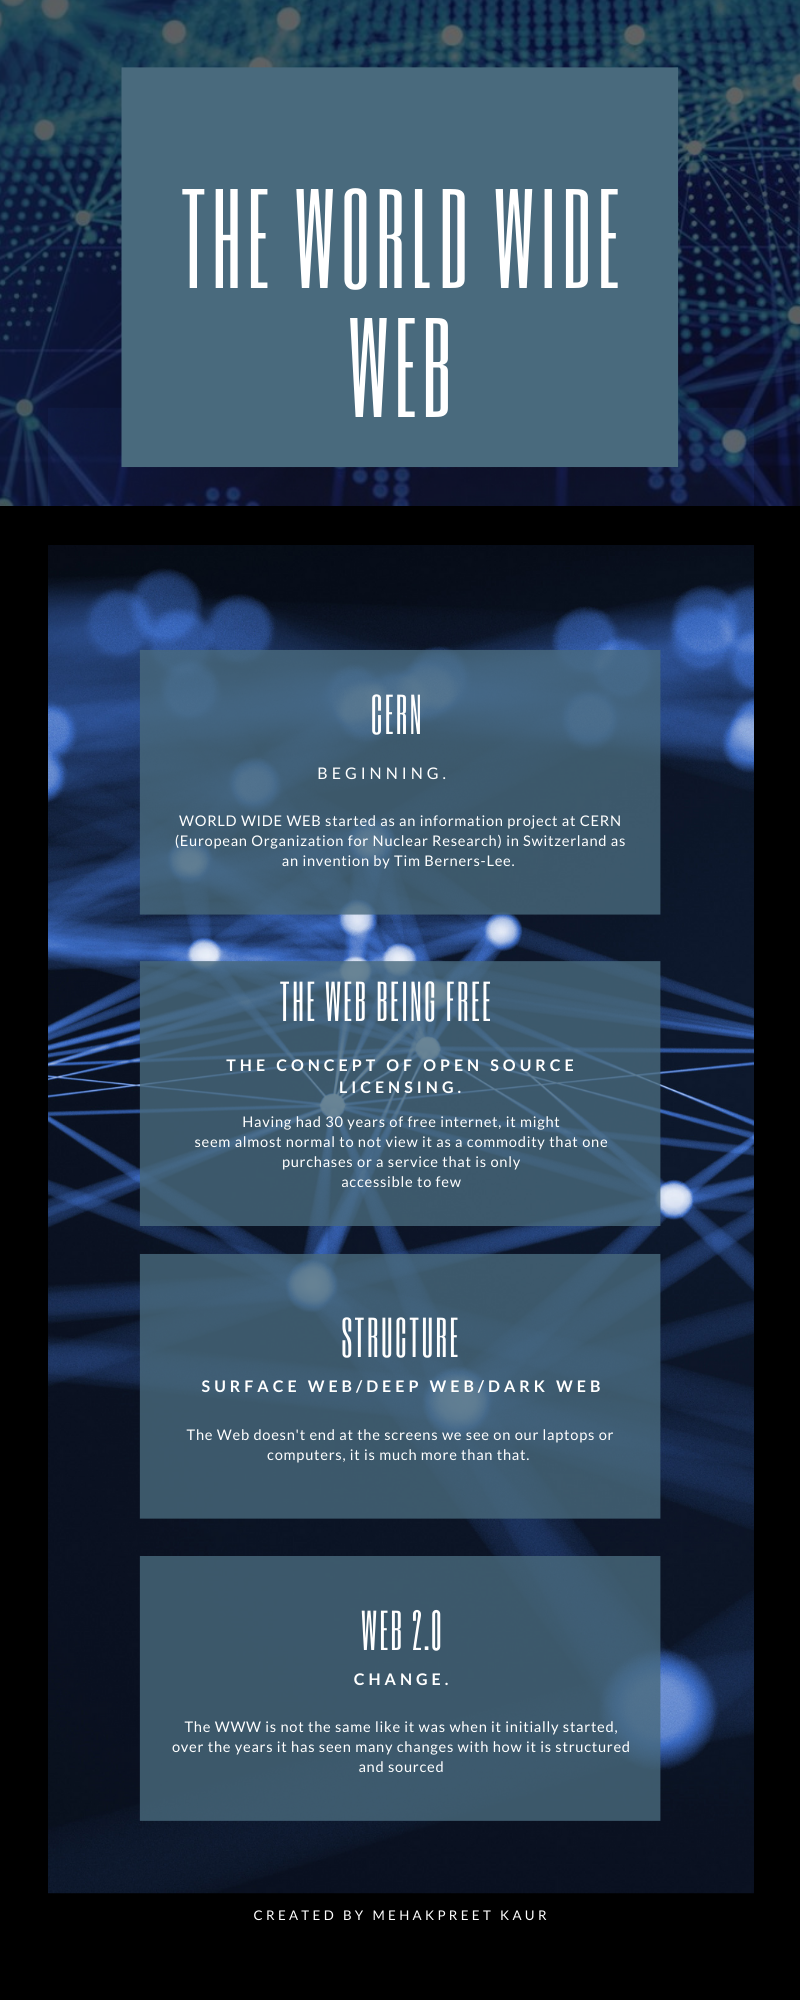 THE WORLD WIDE
WEB
CERN
BEGINNING.
WORLD WIDE WEB started as an information project at CERN
(European Organization for Nuclear Research) in Switzerland as
an invention by Tim Berners-Lee.
THE WEB BEING FREE
THE CONCEPT OF OPEN SOURCE
LICENSING.
Having had 30 years of free internet, it might
seem almost normal to not view it as a commodity that one
purchases or a service that is only
accessible to few
STRUCTURE
SURFACE WEB/DEEP WEB/DARK WEB
The Web doesn't end at the screens we see on our laptops or
computers, it is much more than that.
WEB 2.0
CHANGE.
The WWW is not the same like it was when it initially started,
over the years it has seen many changes with how it is structured
and sourced
CREATED BY MEHAKPREET KAUR